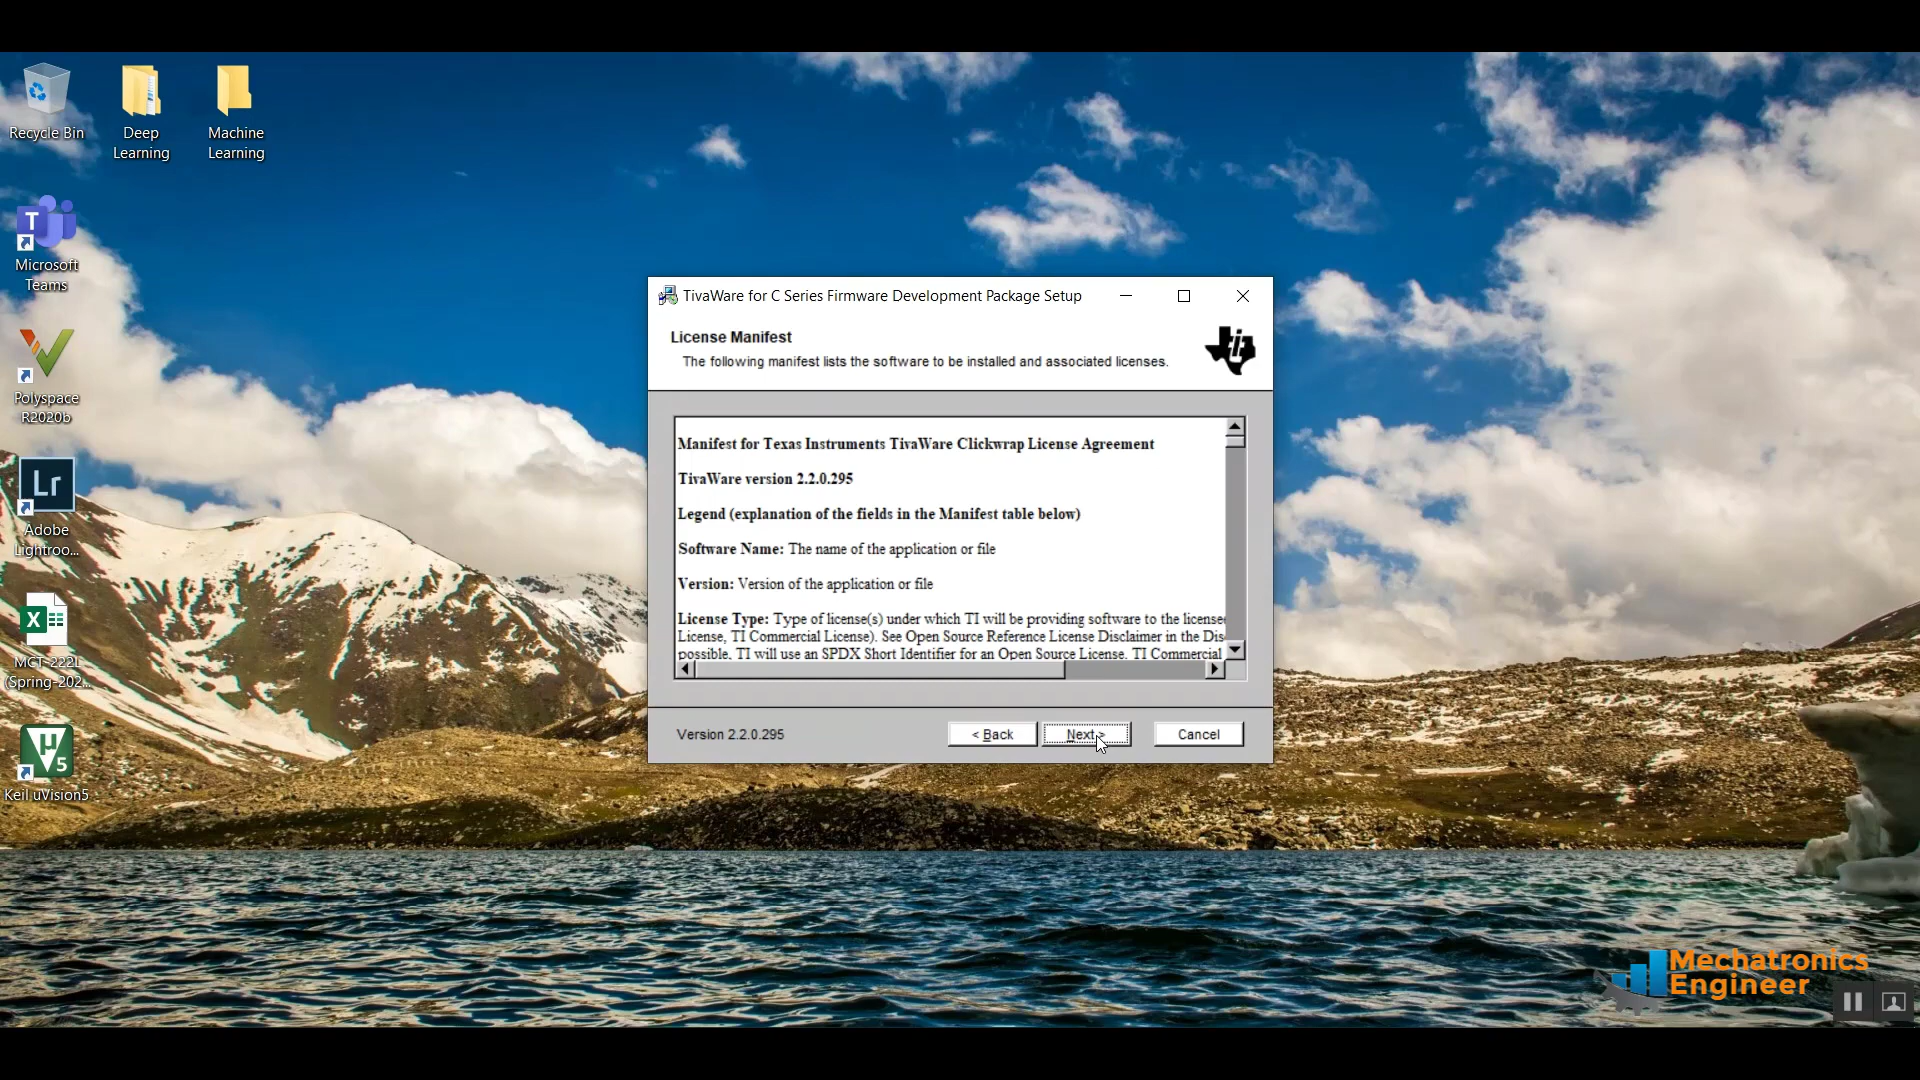 Recycle Bin
Deep
Learning
Machine
Learning
Microsoft
Teams
Polyspace
R2020b
Lr
Adobe
Lightroo...
MCT-222L
(Spring-202...
Keil uVision5
TivaWare for C Series Firmware Development Package Setup
License Manifest
The following manifest lists the software to be installed and associated licenses.
Manifest for Texas Instruments TivaWare Clickwrap License Agreement
TivaWare version 2.2.0.295
Legend (explanation of the fields in the Manifest table below)
Software Name: The name of the application or file
Version: Version of the application or file
License Type: Type of license(s) under which TI will be providing software to the license
License, TI Commercial License). See Open Source Reference License Disclaimer in the Dis
possible, TI will use an SPDX Short Identifier for an Open Source License. TI Commercial
Version 2.2.0.295
< Back
Next >
Cancel
Mechatronics
Engineer